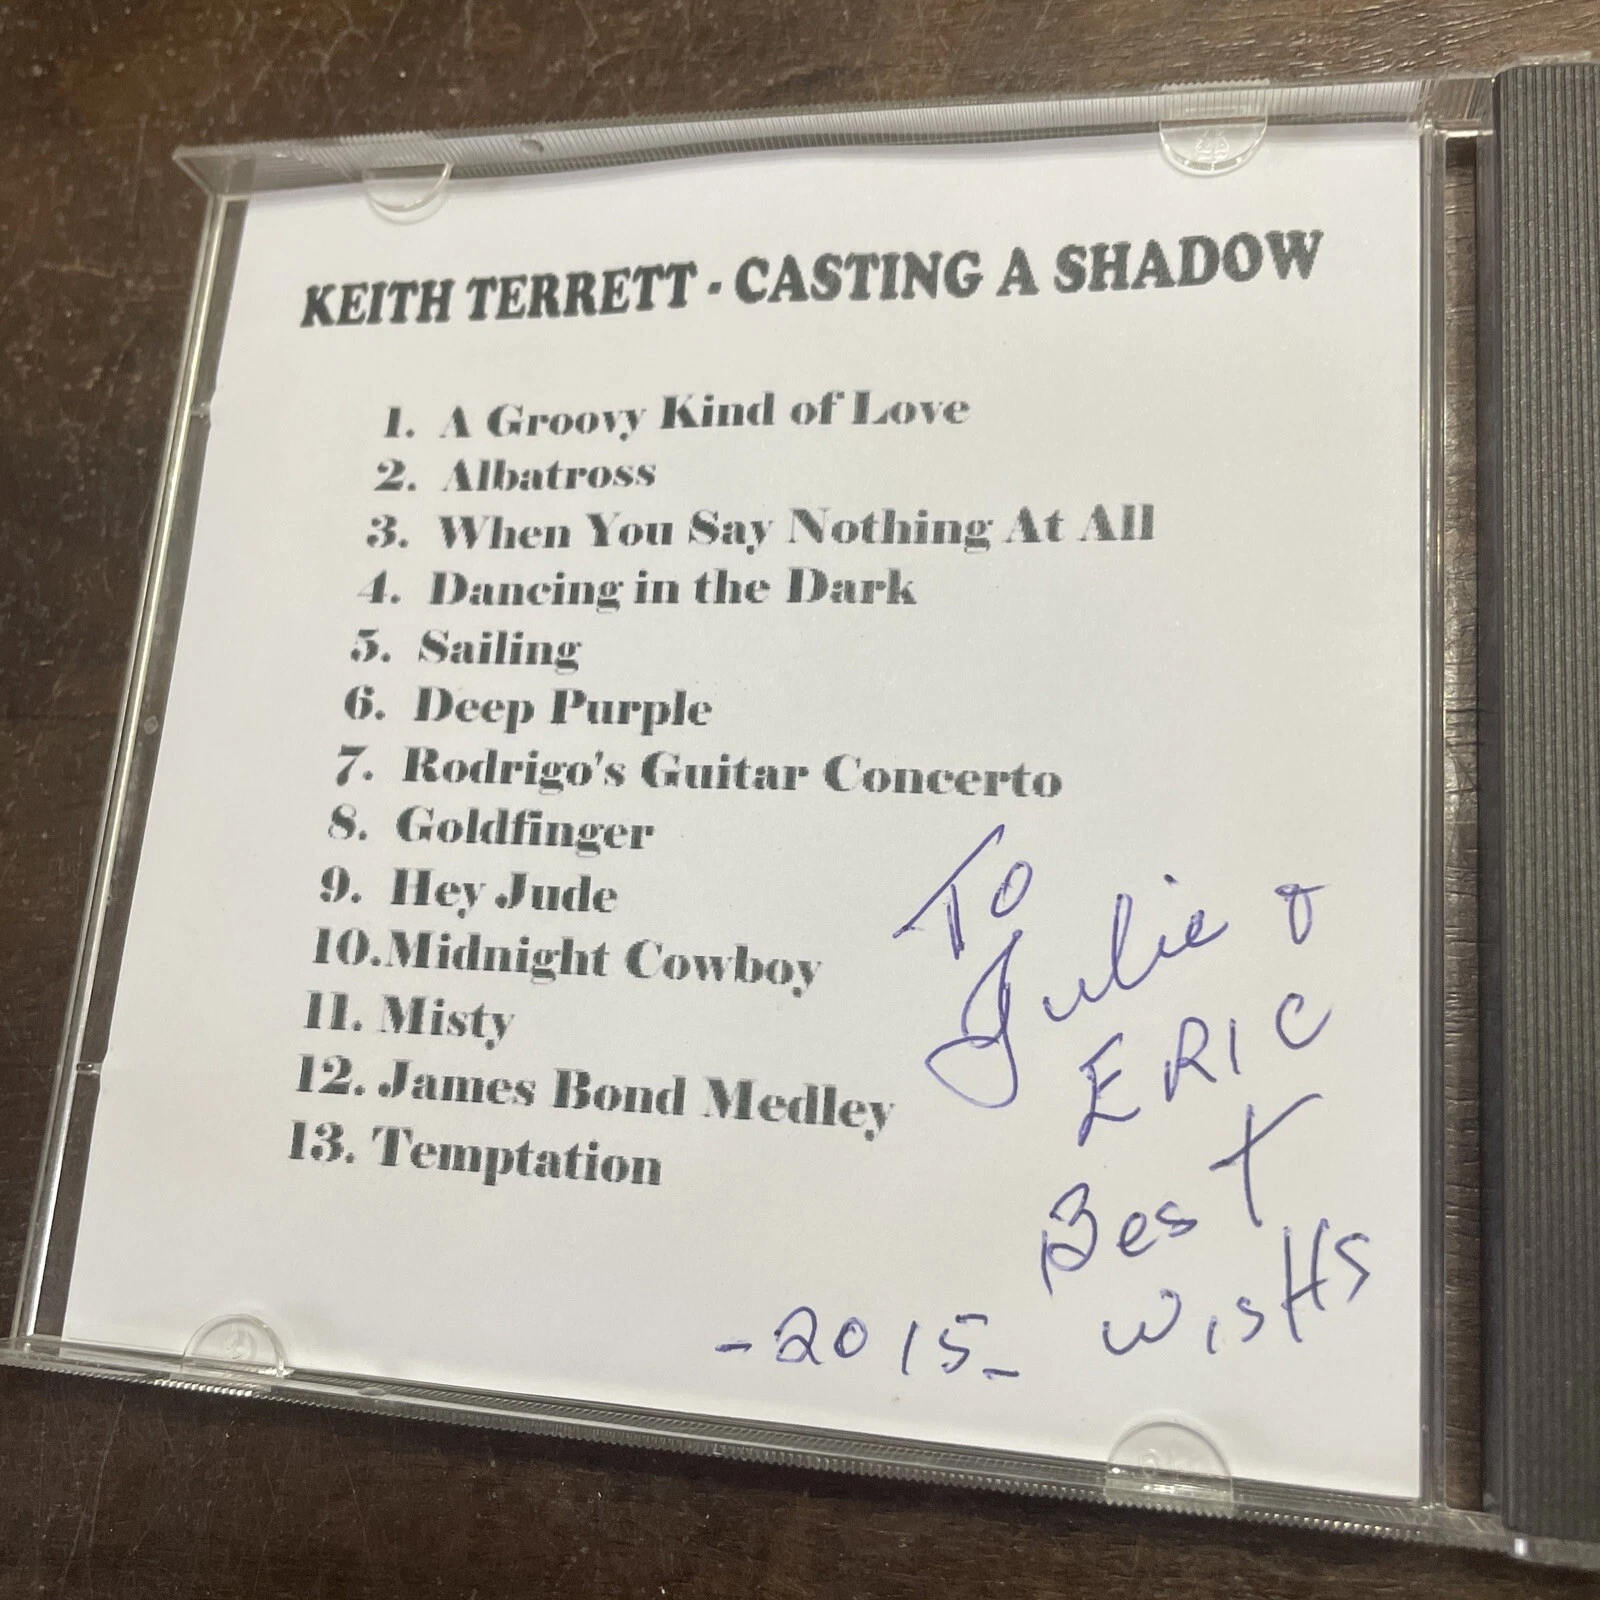 KEITH TERRETT - CASTING A SHADOW
1. A Groovy Kind of Love
2. Albatross
3. When You Say Nothing At All
4. Dancing in the Dark
5. Sailing
6. Deep Purple
7. Rodrigo's Guitar Concerto
8. Goldfinger
9. Hey Jude
10.Midnight Cowboy
11. Misty
12. James Bond Medley
13. Temptation
To
Julie &
ERIC
Best
WisHs
-2015-